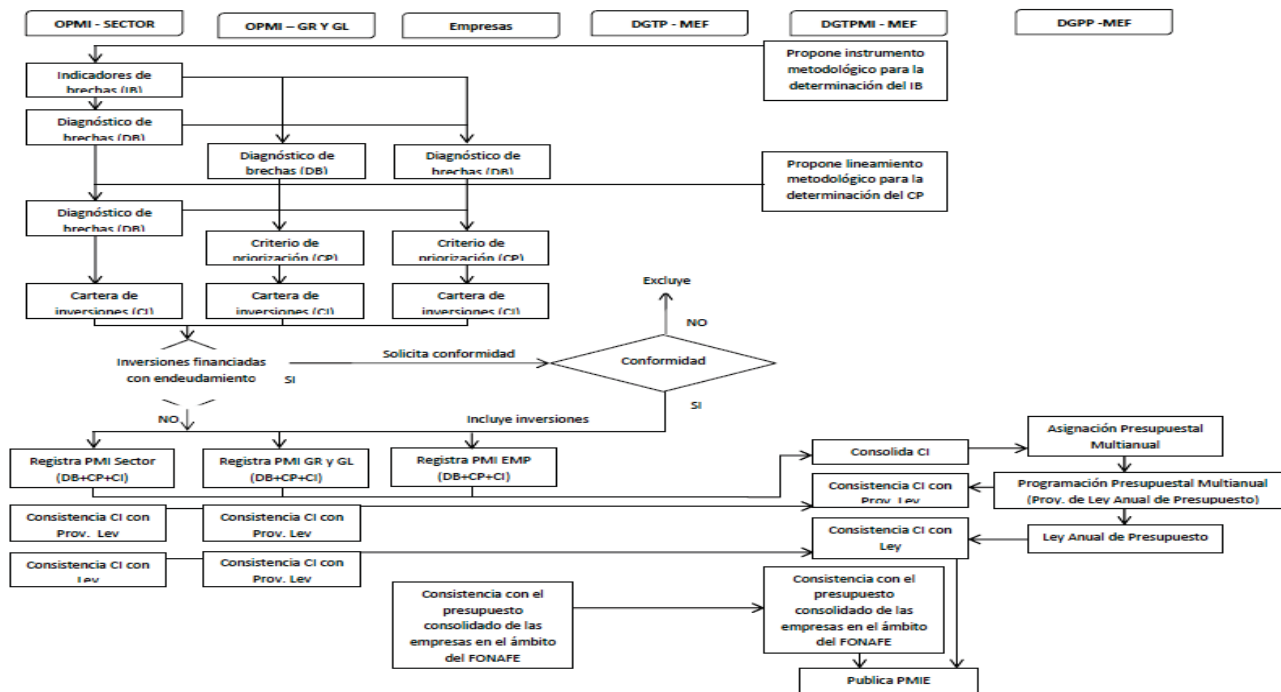 OPMI - SECTOR
OPMI – GR Y GL
Empresas
DGTP - MEF
DGTPMI - MEF
DGPP -MEF
Propone instrumento
metodológico para la
determinación del IB
Indicadores de
brechas (IB)
Diagnóstico de
brechas (DB)
Diagnóstico de
brechas (DB)
Diagnóstico de
brechas (DB)
Propone lineamiento
metodológico para la
determinación del CP
Diagnóstico de
brechas (DB)
Criterio de
priorización (CP)
Criterio de
priorización (CP)
Cartera de
inversiones (CI)
Cartera de
inversiones (CI)
Cartera de
inversiones (CI)
Excluye
NO
Inversiones financiadas
con endeudamiento
SI
Solicita conformidad
Conformidad
SI
NO
Incluye inversiones
Registra PMI Sector
(DB+CP+CI)
Registra PMI GR y GL
(DB+CP+CI)
Registra PMI EMP
(DB+CP+CI)
Consolida CI
Asignación Presupuestal
Multianual
Consistencia CI con
Proy. Ley
Programación Presupuestal Multianual
(Proy. de Ley Anual de Presupuesto)
Consistencia CI con
Proy. Ley
Consistencia CI con
Proy. Ley
Consistencia CI con
Ley
Ley Anual de Presupuesto
Consistencia CI con
Ley
Consistencia CI con
Proy. Ley
Consistencia con el
presupuesto
consolidado de las
empresas en el ámbito
del FONAFE
Consistencia con el
presupuesto
consolidado de las
empresas en el ámbito
del FONAFE
Publica PMIE